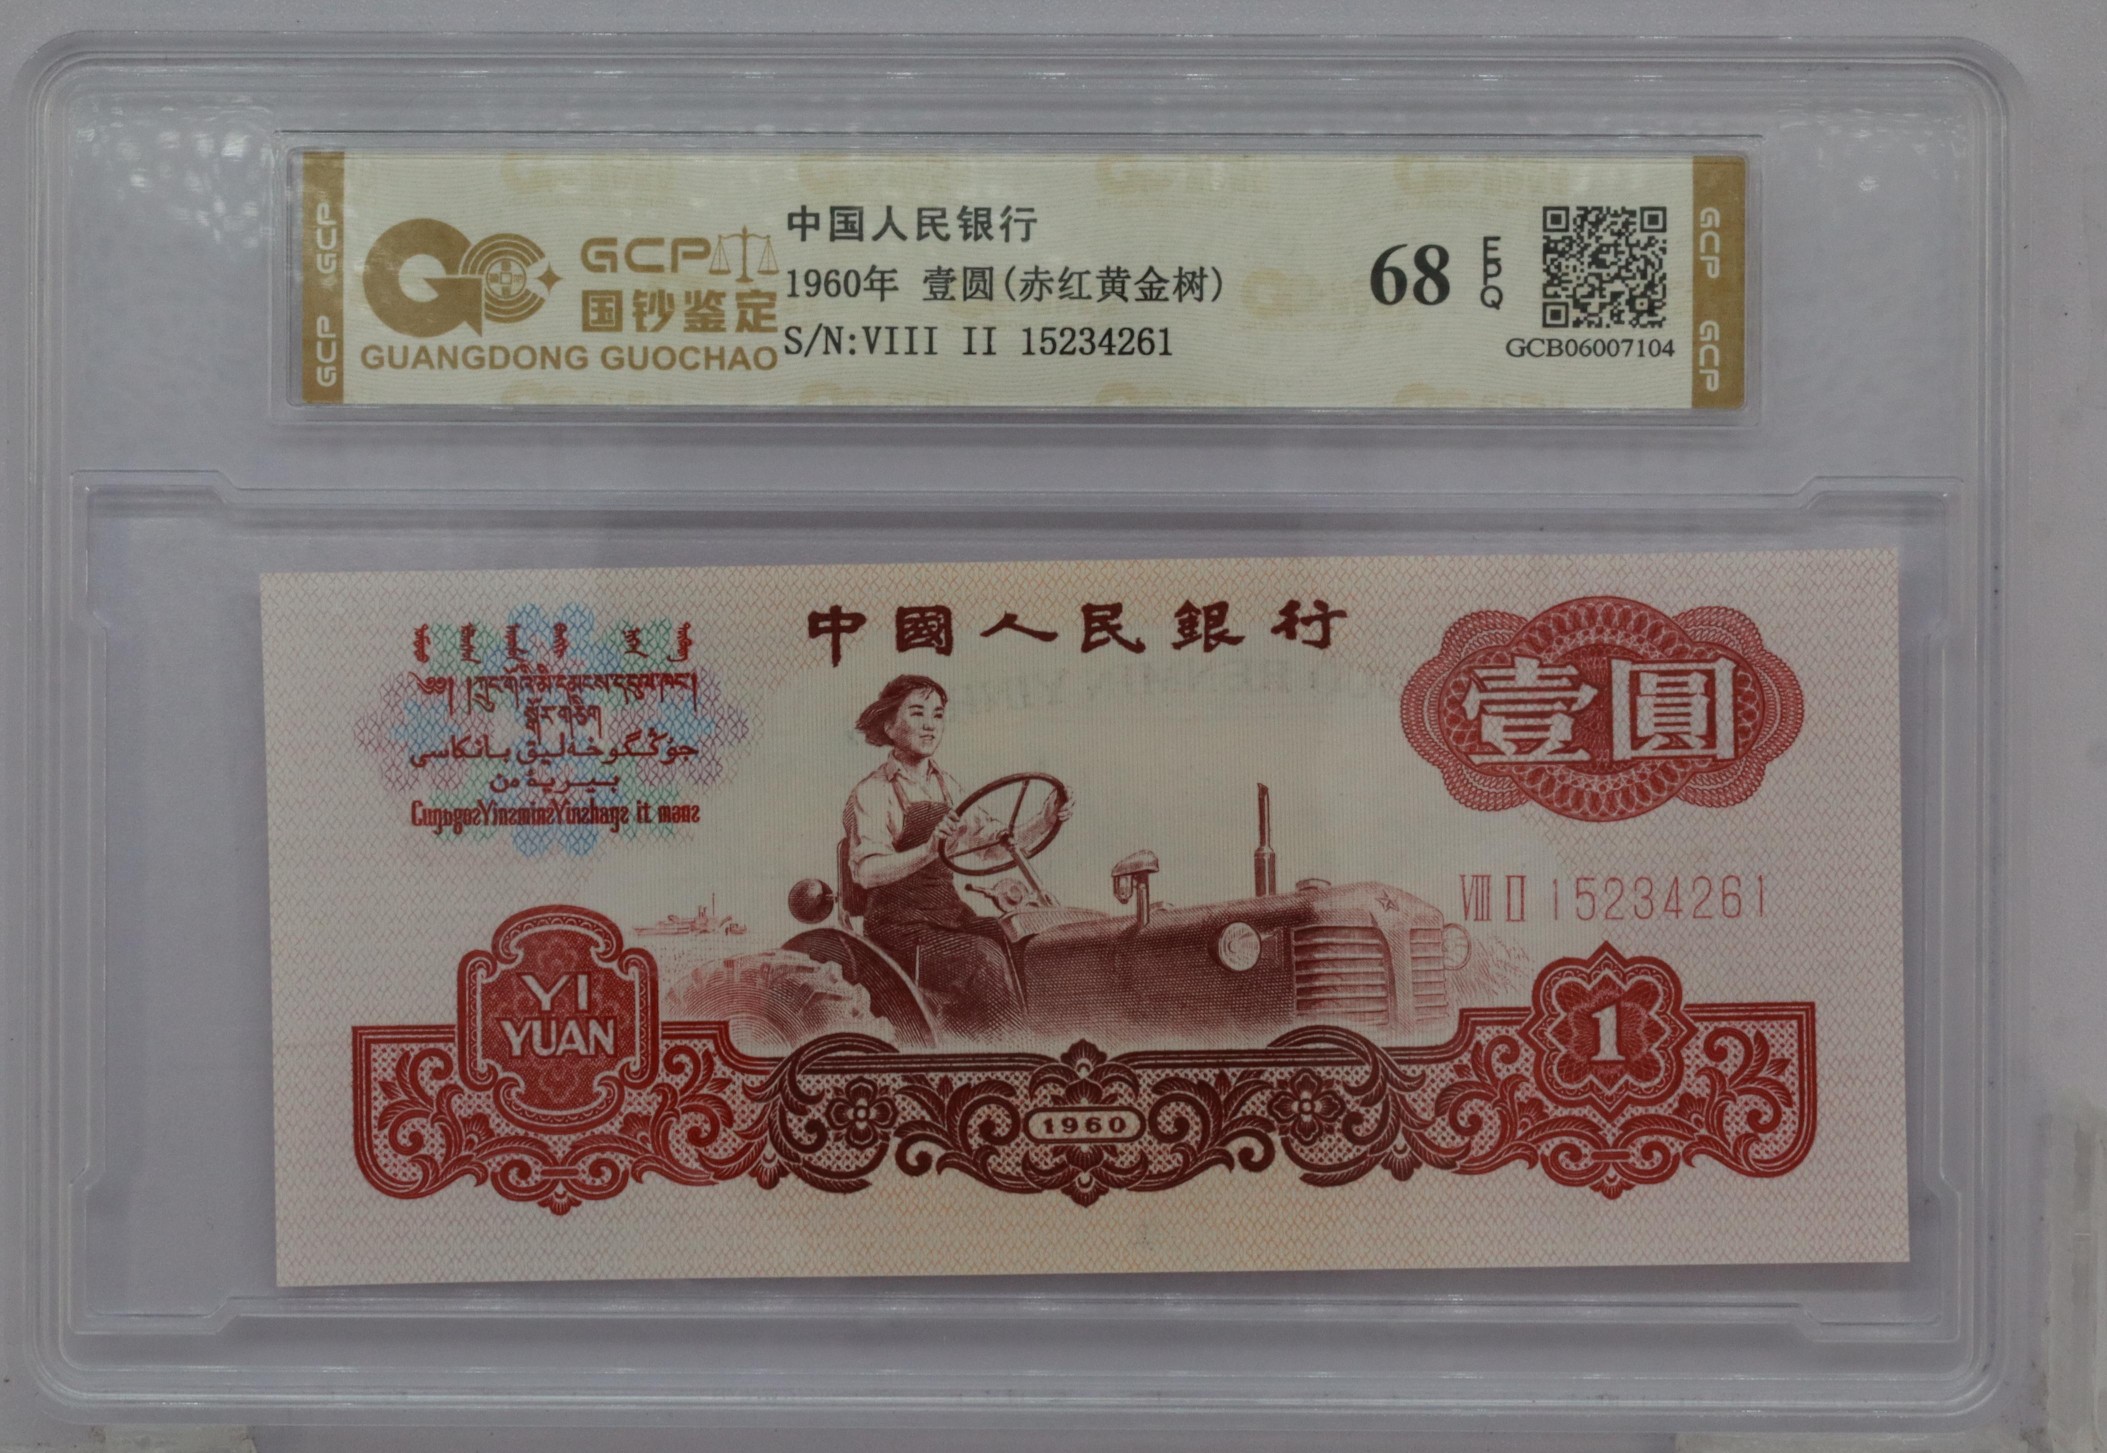 GCP
GCP
GCP
国钞鉴定
GUANGDONG GUOCHAO
中国人民银行
1960年 壹圆(赤红黄金树)
S/N:VIII II 15234261
68
EPQ
GCB06007104
GCP
GCP
中國人民銀行
壹圓
VIII II 15234261
YI
YUAN
1
1960